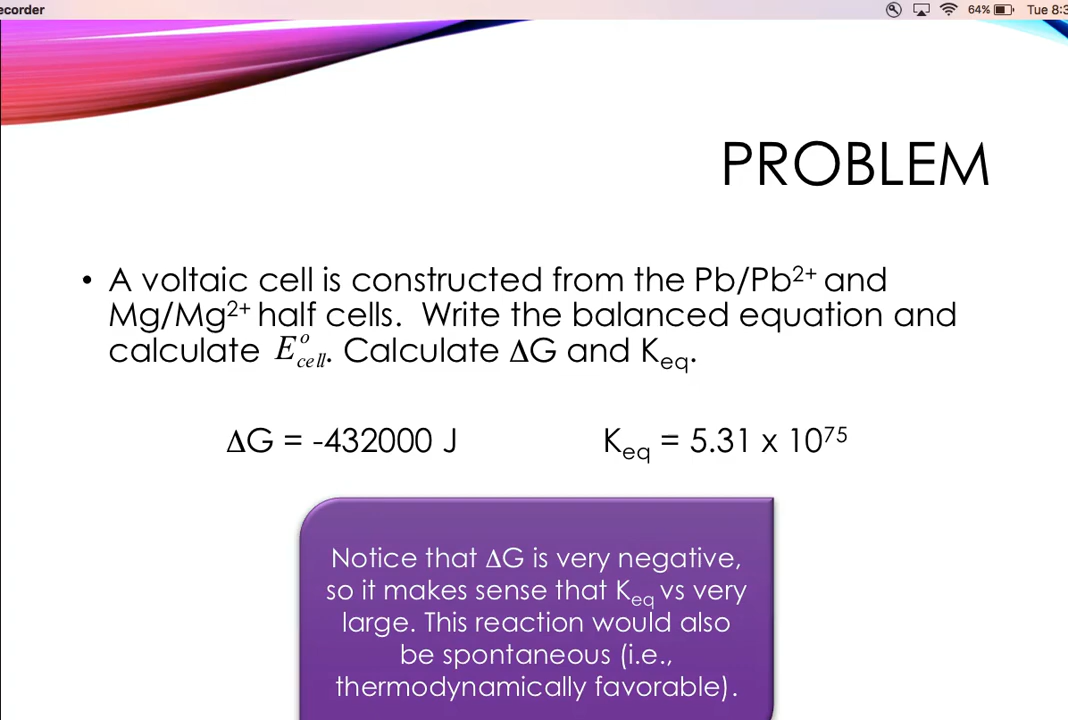 ecorder 64% Tue 8:3
PROBLEM
• A voltaic cell is constructed from the Pb/Pb²⁺ and
Mg/Mg²⁺ half cells. Write the balanced equation and
calculate E°cell. Calculate ΔG and Keq.
ΔG = -432000 J Keq = 5.31 x 10⁷⁵
Notice that ΔG is very negative,
so it makes sense that Keq vs very
large. This reaction would also
be spontaneous (i.e.,
thermodynamically favorable).